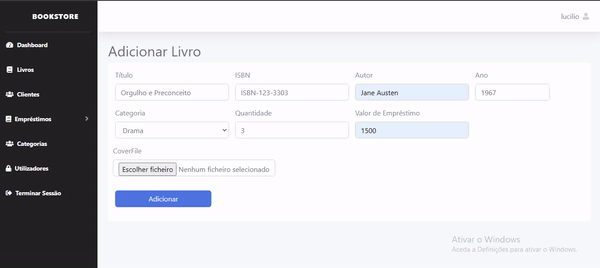 BOOKSTORE
lucilio
Dashboard
Livros
Clientes
Empréstimos
Categorias
Utilizadores
Terminar Sessão
Adicionar Livro
Título ISBN Autor Ano
Orgulho e Preconceito ISBN-123-3303 Jane Austen 1967
Categoria Quantidade Valor de Empréstimo
Drama 3 1500
CoverFile
Escolher ficheiro Nenhum ficheiro selecionado
Adicionar
Ativar o Windows
Aceda a Definições para ativar o Windows.